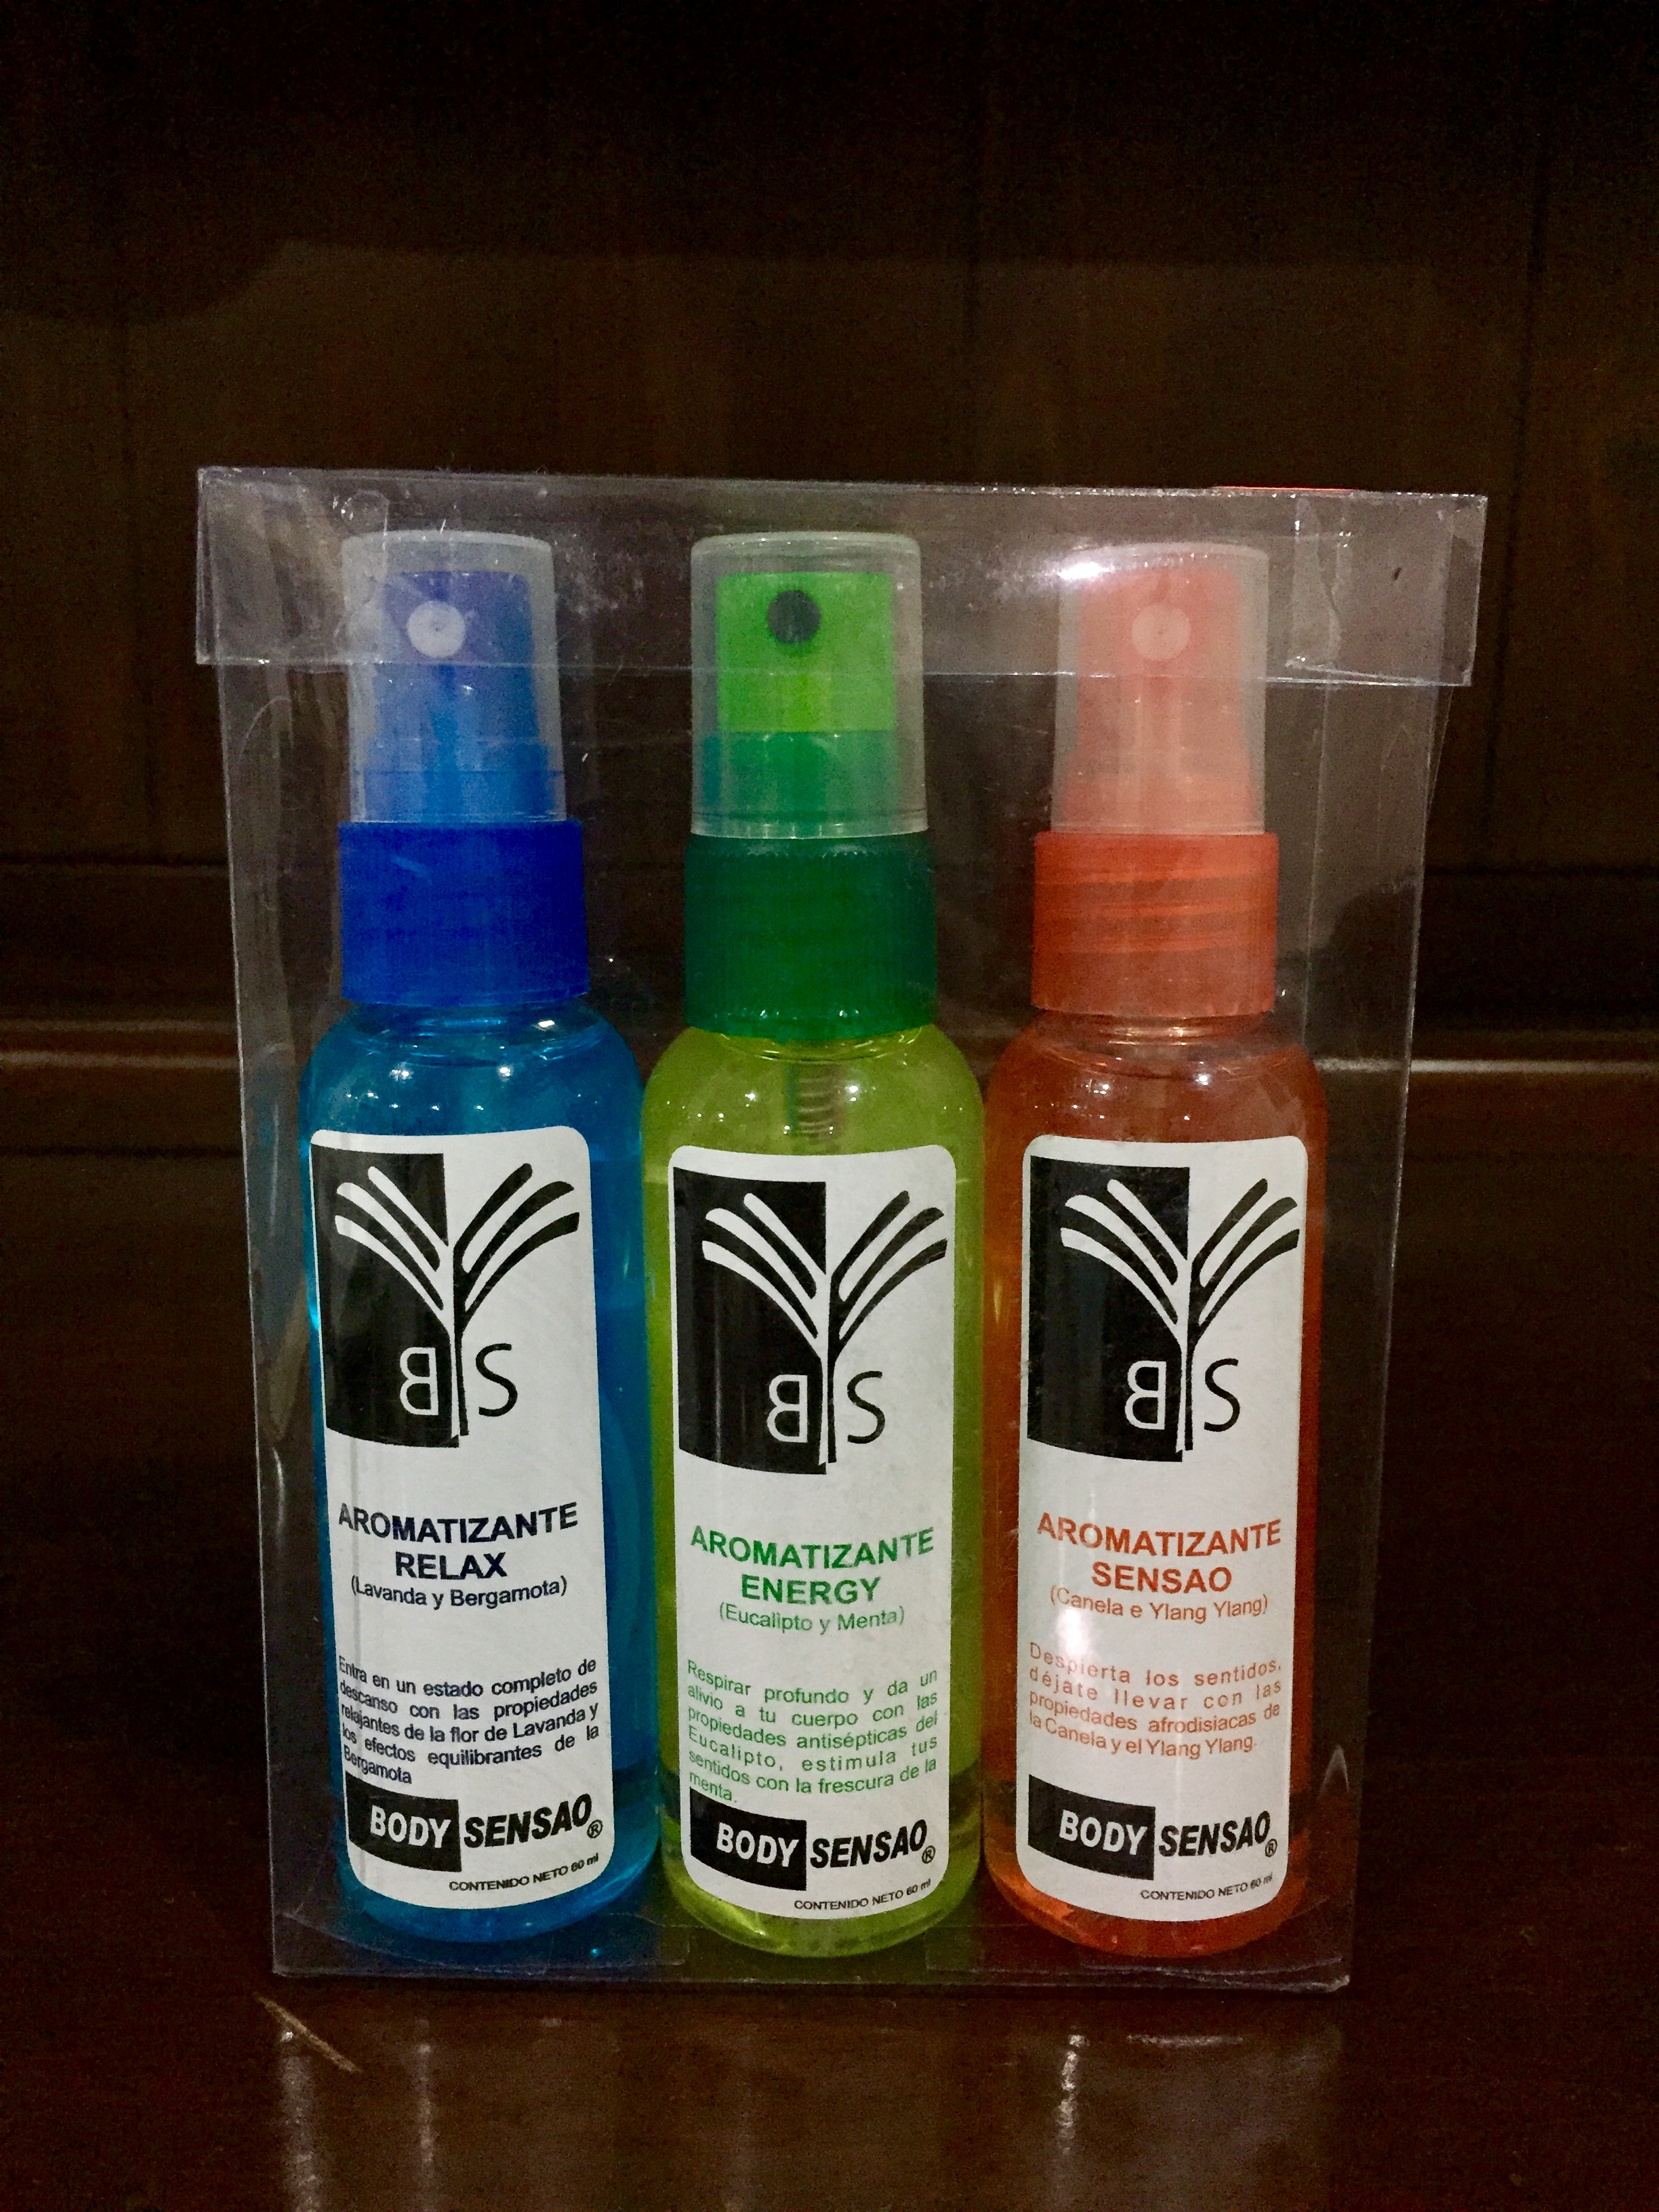 BS
AROMATIZANTE
RELAX
(Lavanda y Bergamota)
Entra en un estado completo de
descanso con las propiedades
relajantes de la flor de Lavanda y
los efectos equilibrantes de la
Bergamota
BODY SENSAO®
CONTENIDO NETO 60 ml
BS
AROMATIZANTE
ENERGY
(Eucalipto y Menta)
Respirar profundo y da un
alivio a tu cuerpo con las
propiedades antisépticas del
Eucalipto, estimula tus
sentidos con la frescura de la
menta.
BODY SENSAO®
CONTENIDO NETO 60 ml
BS
AROMATIZANTE
SENSAO
(Canela e Ylang Ylang)
Despierta los sentidos,
déjate llevar con las
propiedades afrodisiacas de
la Canela y el Ylang Ylang.
BODY SENSAO®
CONTENIDO NETO 60 ml